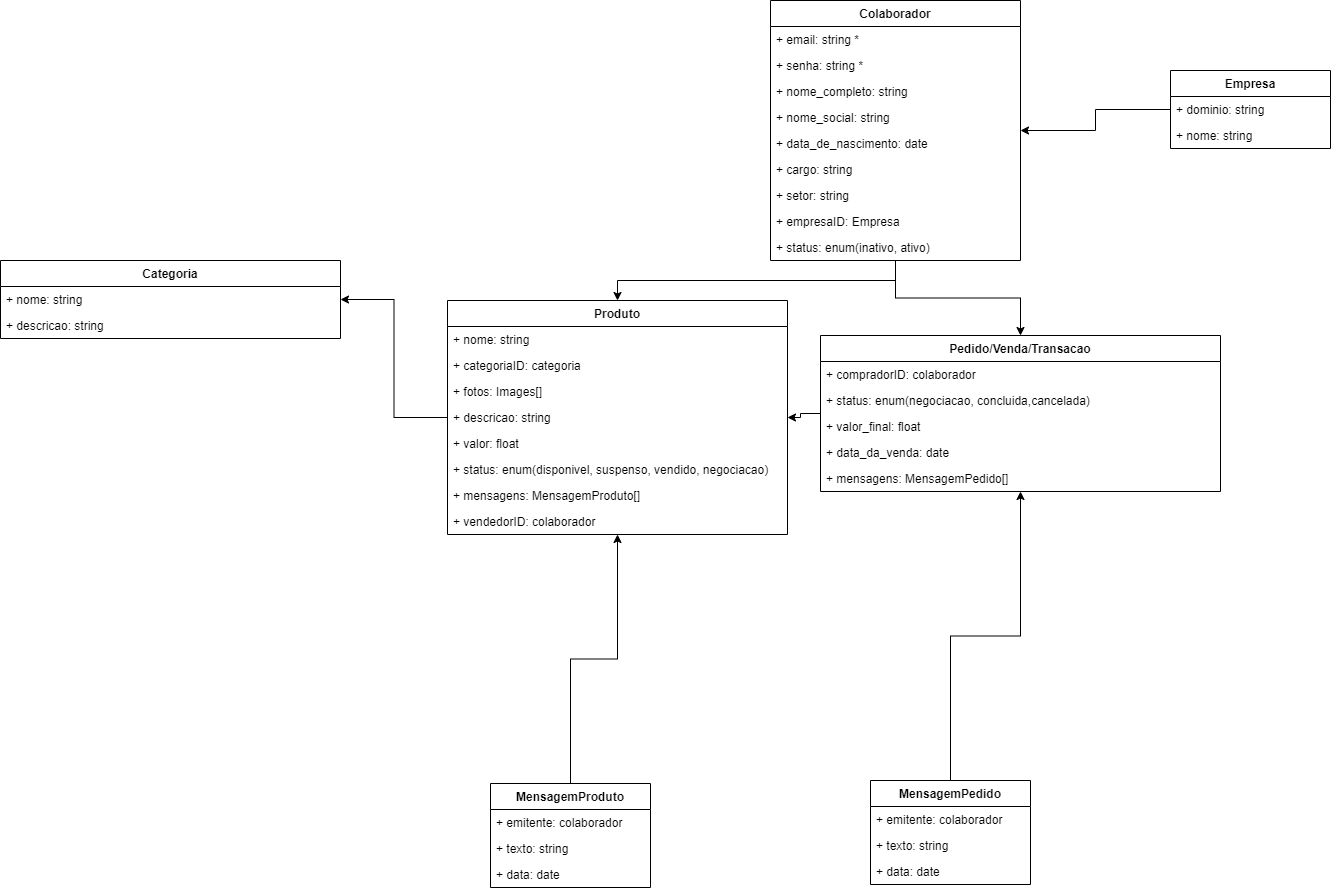 Colaborador
+ email: string *
+ senha: string *
+ nome_completo: string
+ nome_social: string
+ data_de_nascimento: date
+ cargo: string
+ setor: string
+ empresaID: Empresa
+ status: enum(inativo, ativo)
Empresa
+ dominio: string
+ nome: string
Categoria
+ nome: string
+ descricao: string
Produto
+ nome: string
+ categoriaID: categoria
+ fotos: Images[]
+ descricao: string
+ valor: float
+ status: enum(disponivel, suspenso, vendido, negociacao)
+ mensagens: MensagemProduto[]
+ vendedorID: colaborador
Pedido/Venda/Transacao
+ compradorID: colaborador
+ status: enum(negociacao, concluida,cancelada)
+ valor_final: float
+ data_da_venda: date
+ mensagens: MensagemPedido[]
MensagemProduto
+ emitente: colaborador
+ texto: string
+ data: date
MensagemPedido
+ emitente: colaborador
+ texto: string
+ data: date